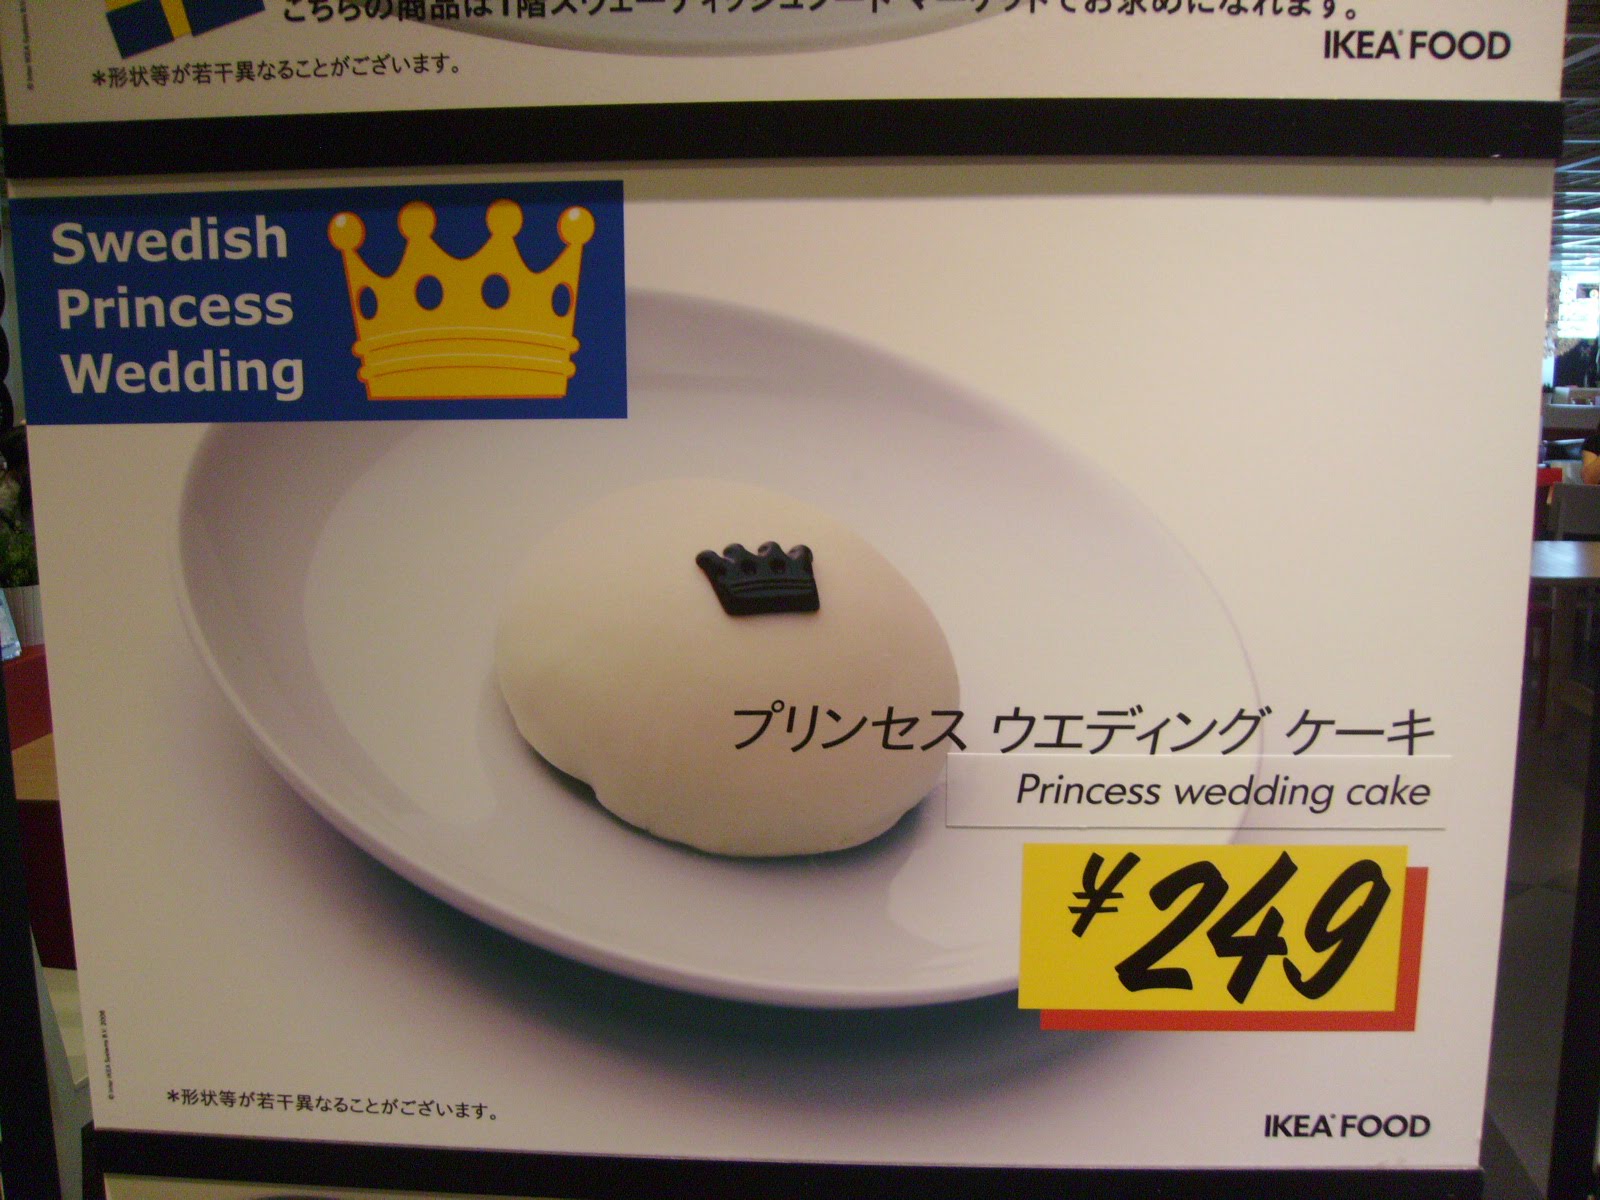 こちらの商品は1階スウェーディッシュフード マーケットでお求めになれます。
*形状等が若干異なることがございます。
IKEA® FOOD
Swedish
Princess
Wedding
プリンセス ウエディング ケーキ
Princess wedding cake
¥249
*形状等が若干異なることがございます。
IKEA® FOOD